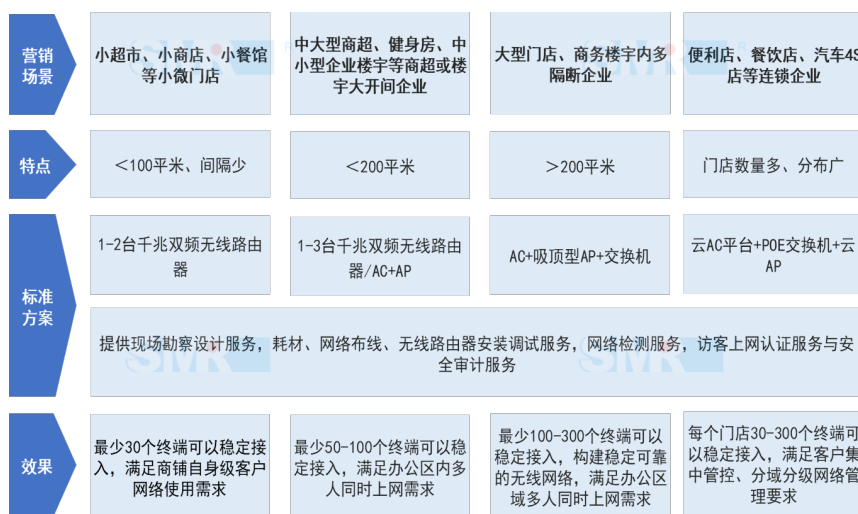 营销
场景
小超市、小商店、小餐馆
等小微门店
中大型商超、健身房、中
小型企业楼宇等商超或楼
宇大开间企业
大型门店、商务楼宇内多
隔断企业
便利店、餐饮店、汽车4S
店等连锁企业
特点
＜100平米、间隔少
＜200平米
＞200平米
门店数量多、分布广
标准
方案
1-2台千兆双频无线路由
器
1-3台千兆双频无线路由
器/AC+AP
AC+吸顶型AP+交换机
云AC平台+POE交换机+云
AP
提供现场勘察设计服务，耗材、网络布线、无线路由器安装调试服务，网络检测服务，访客上网认证服务与安
全审计服务
效果
最少30个终端可以稳定接
入，满足商铺自身级客户
网络使用需求
最少50-100个终端可以稳
定接入，满足办公区内多
人同时上网需求
最少100-300个终端可以
稳定接入，构建稳定可靠
的无线网络，满足办公区
域多人同时上网需求
每个门店30-300个终端可
以稳定接入，满足客户集
中管控、分域分级网络管
理要求
SMR
SMR
SMR
SMR